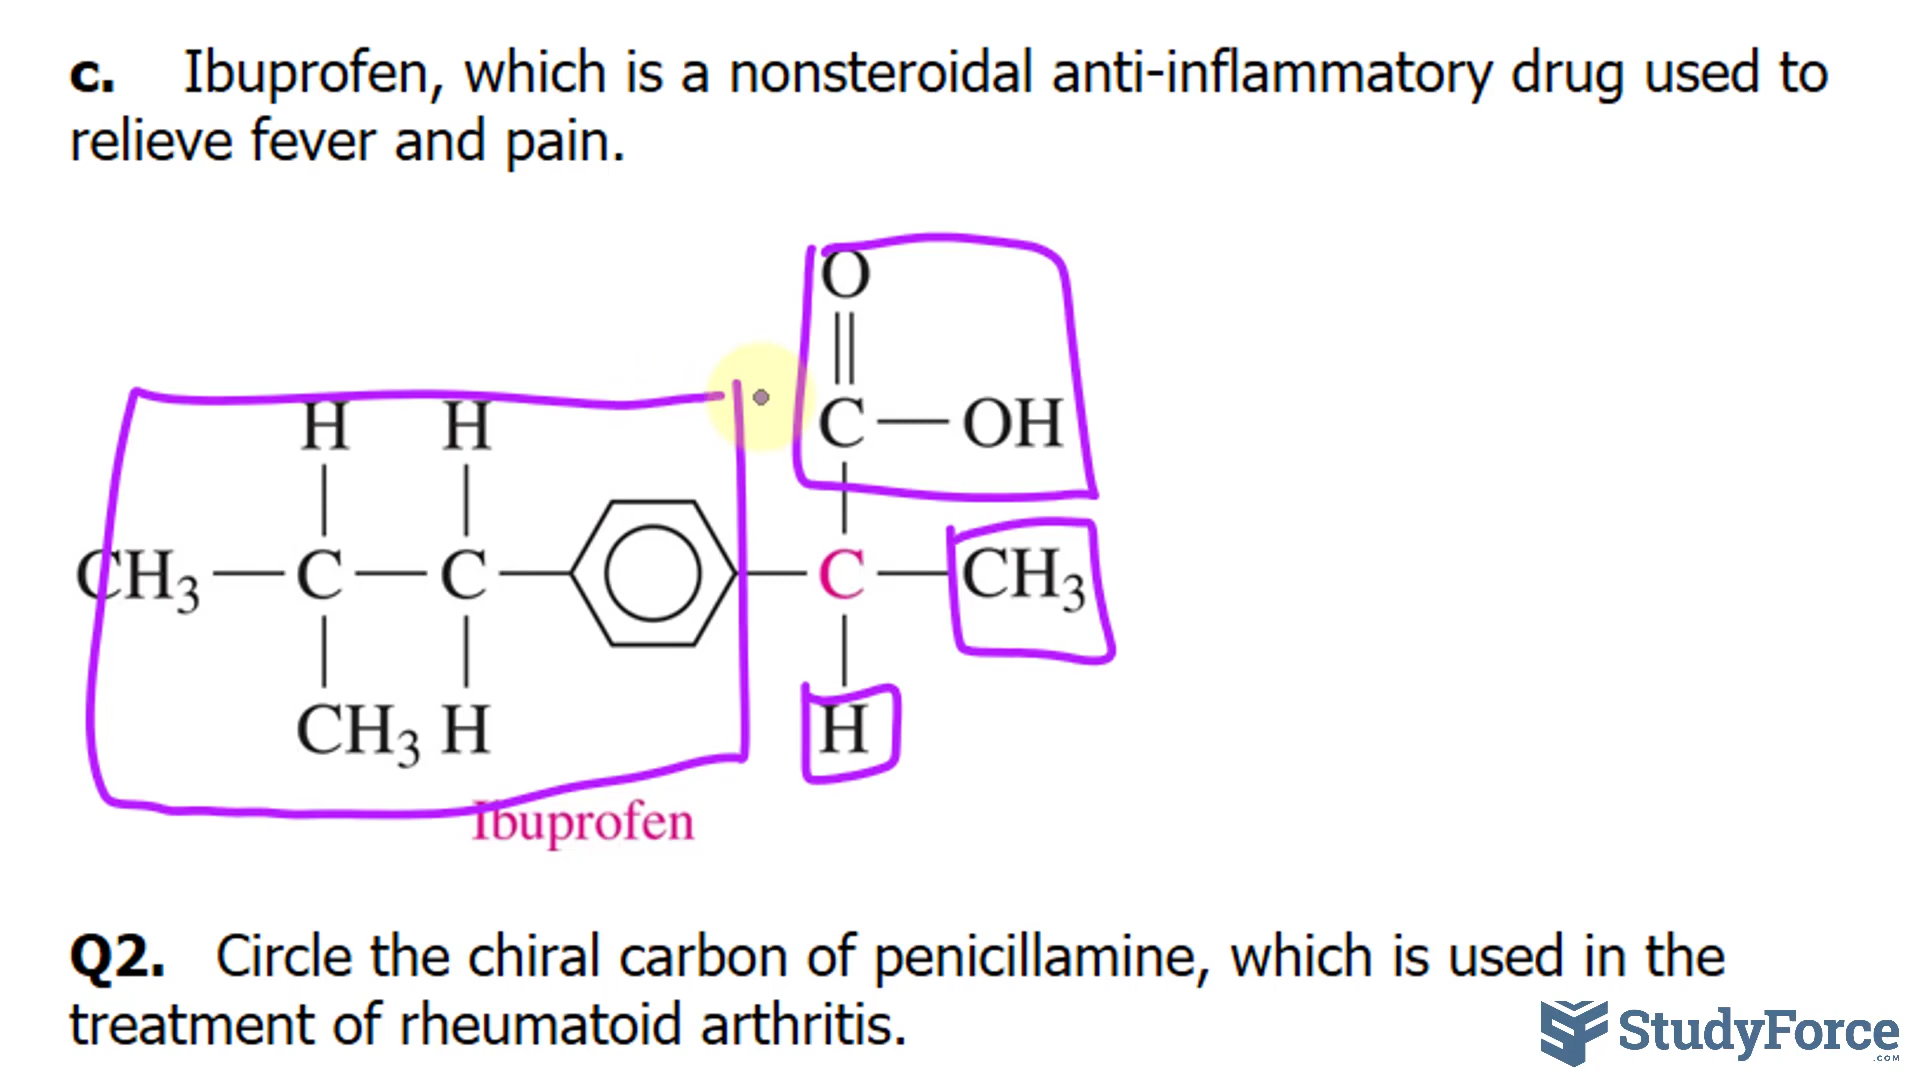 c. Ibuprofen, which is a nonsteroidal anti-inflammatory drug used to
relieve fever and pain.
O
H H C—OH
CH₃—C—C— —C—CH₃
CH₃ H H
Ibuprofen
Q2. Circle the chiral carbon of penicillamine, which is used in the
treatment of rheumatoid arthritis.
StudyForce
.COM